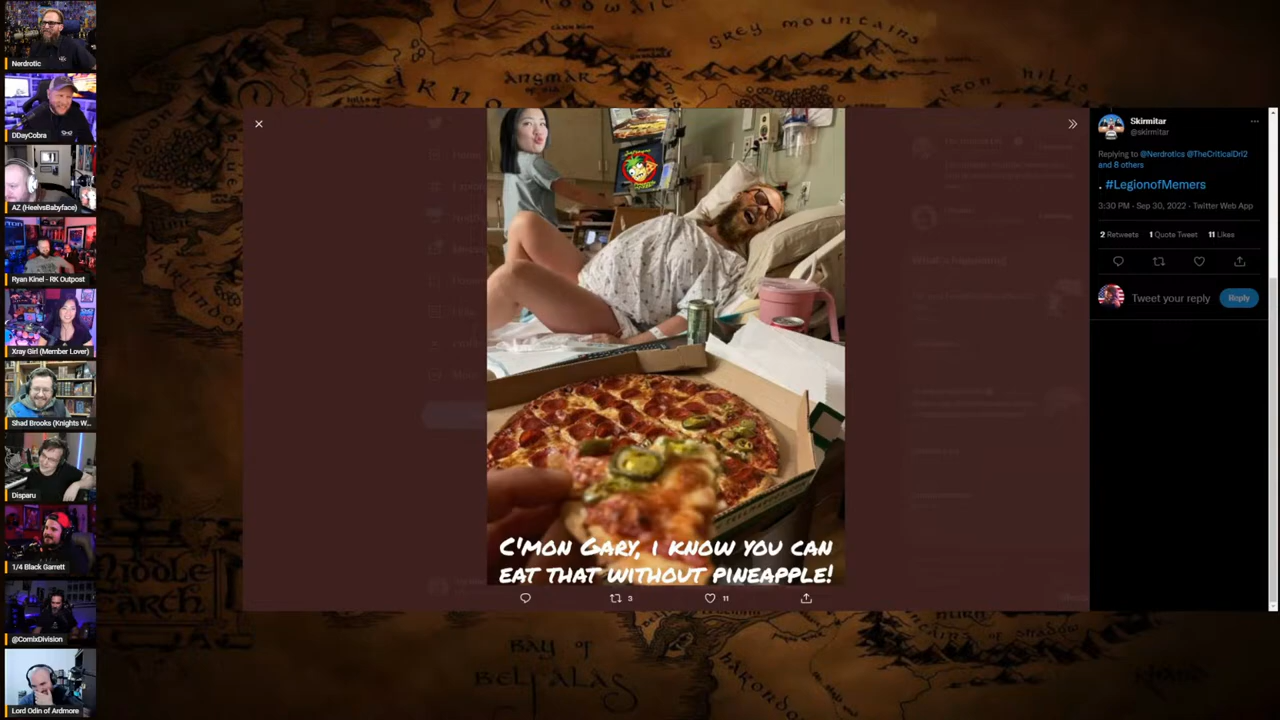 Nerdrotic
DDayCobra
AZ (HeelvsBabyface)
Ryan Kinel - RK Outpost
Xray Girl (Member Lover)
Shad Brooks (Knights W...
Disparu
1/4 Black Garrett
@ComixDivision
Lord Odin of Ardmore
GREY MOUNTAINS
ANGMAR
IRON HILLS
MIDDLE
EARTH
BAY OF
BELFALAS
C'MON GARY, I KNOW YOU CAN
EAT THAT WITHOUT PINEAPPLE!
3
11
Skirmitar
@skirmitar
Replying to @Nerdrotics @TheCriticalDri2
and 8 others
. #LegionofMemers
3:30 PM · Sep 30, 2022 · Twitter Web App
2 Retweets 1 Quote Tweet 11 Likes
Tweet your reply
Reply